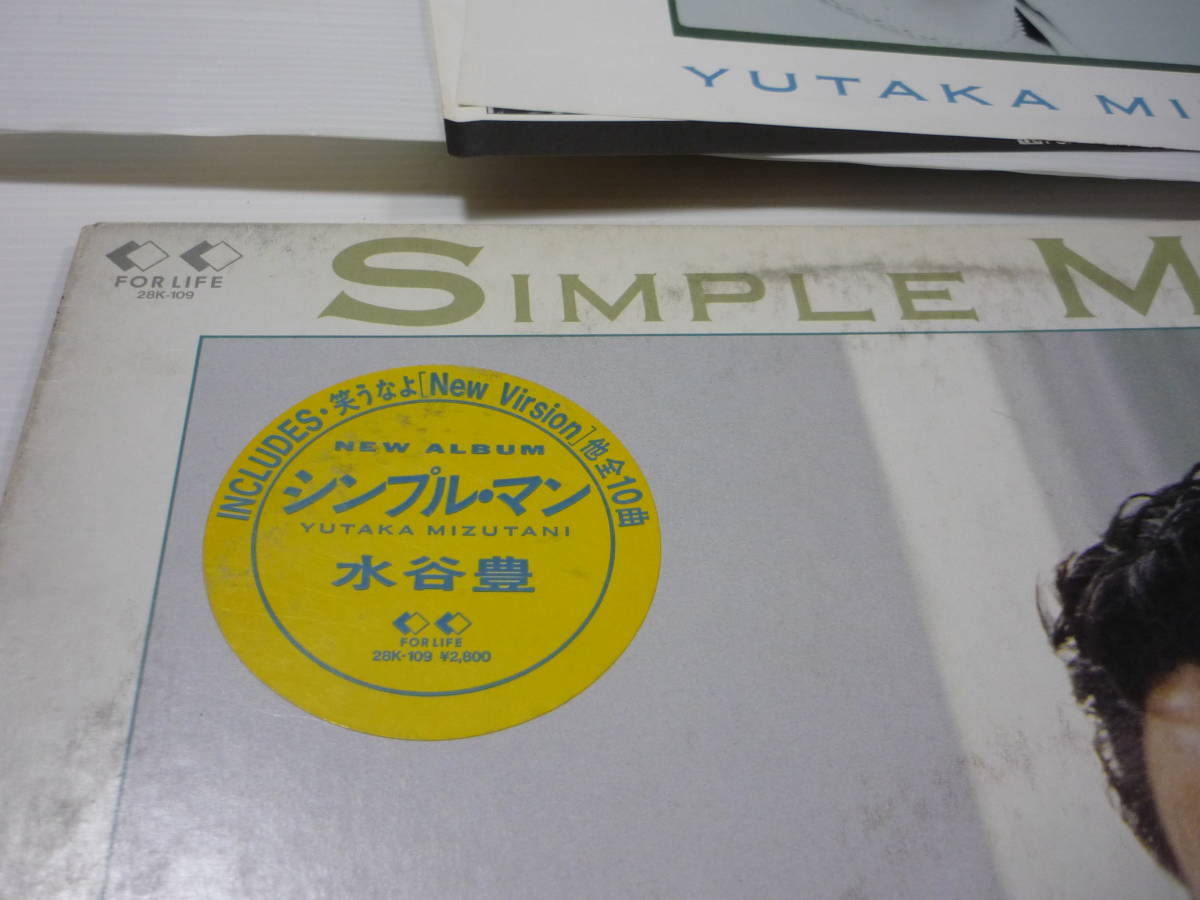 YUTAKA MI
FOR LIFE
28K-109
SIMPLE M
INCLUDES・笑うなよ[New Virsion]他全10曲
NEW ALBUM
シンプル・マン
YUTAKA MIZUTANI
水谷豊
FOR LIFE
28K-109 ¥2,800